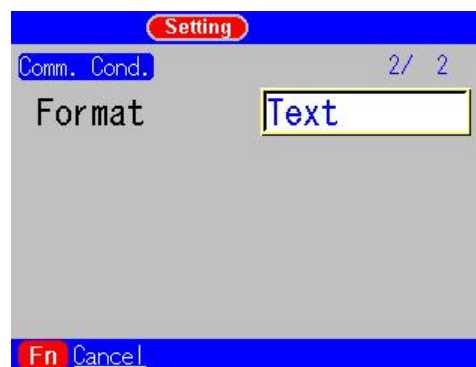 Setting
Comm. Cond. 2/ 2
Format Text
Fn Cancel